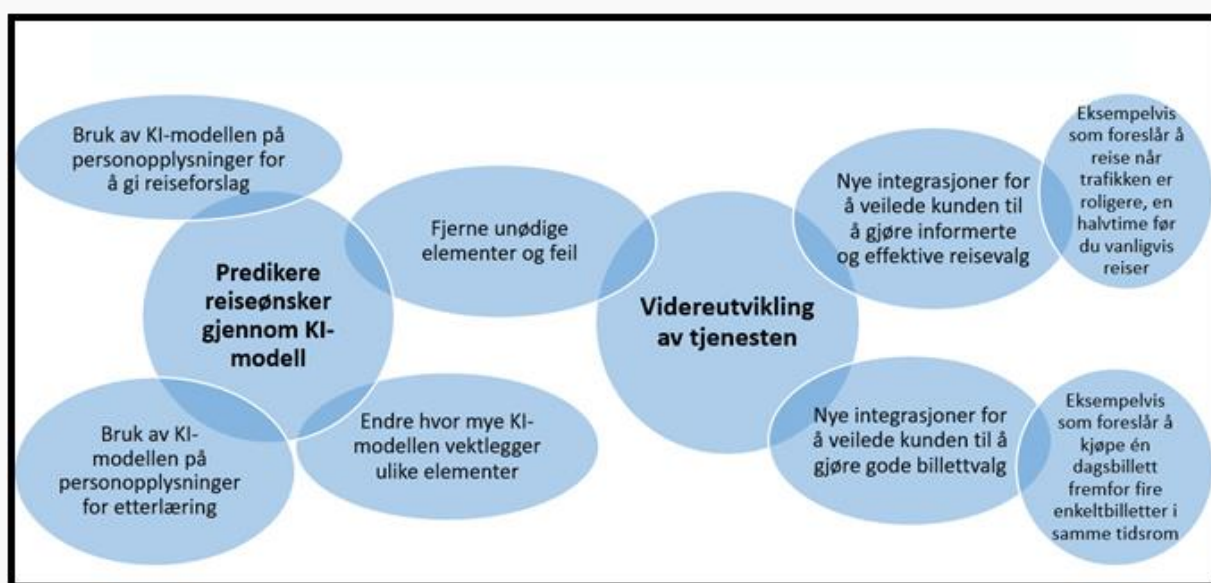 Bruk av KI-modellen på
personopplysninger for
å gi reiseforslag
Predikere
reiseønsker
gjennom KI-
modell
Bruk av KI-
modellen på
personopplysninger
for etterlæring
Fjerne unødige
elementer og feil
Endre hvor mye KI-
modellen vektlegger
ulike elementer
Videreutvikling
av tjenesten
Nye integrasjoner for
å veilede kunden til
å gjøre informerte
og effektive reisevalg
Eksempelvis
som foreslår å
reise når
trafikken er
roligere, en
halvtime før
du vanligvis
reiser
Nye integrasjoner for
å veilede kunden til å
gjøre gode billettvalg
Eksempelvis
som foreslår å
kjøpe én
dagsbillett
fremfor fire
enkeltbilletter i
samme tidsrom